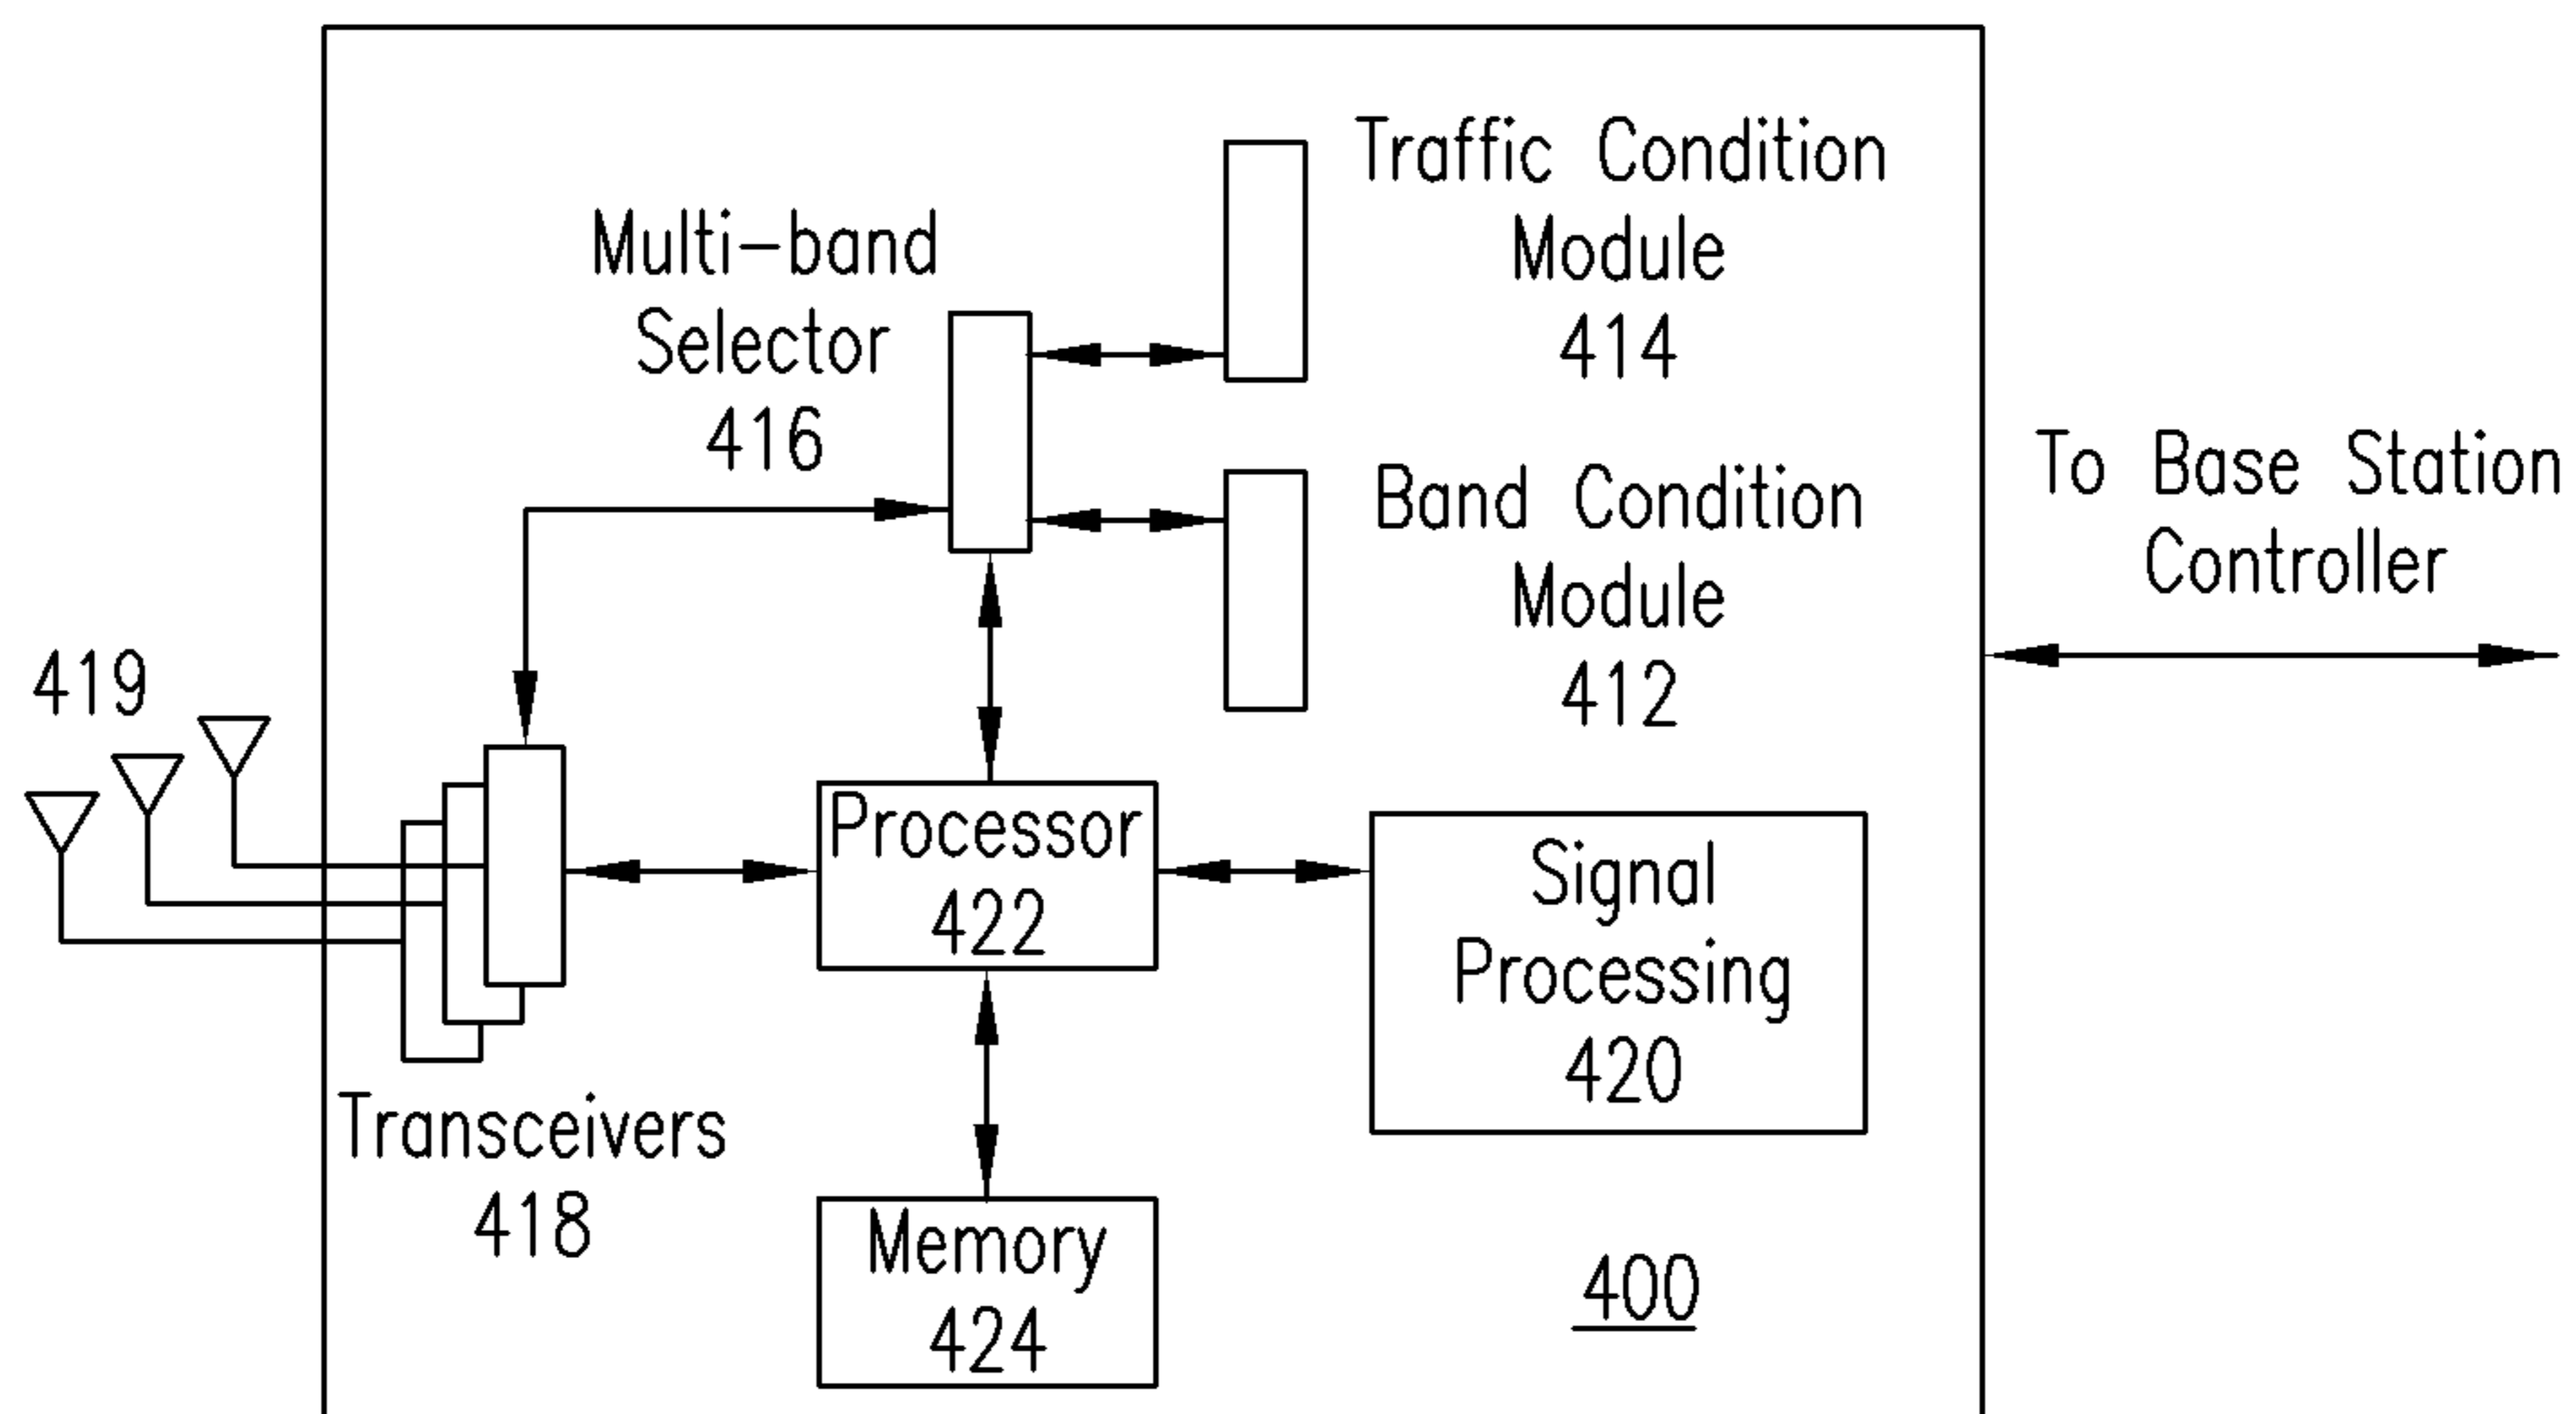 Traffic Condition
Module
414
Multi-band
Selector
416
Band Condition
Module
412
To Base Station
Controller
419
Processor
422
Signal
Processing
420
Transceivers
418
Memory
424
400